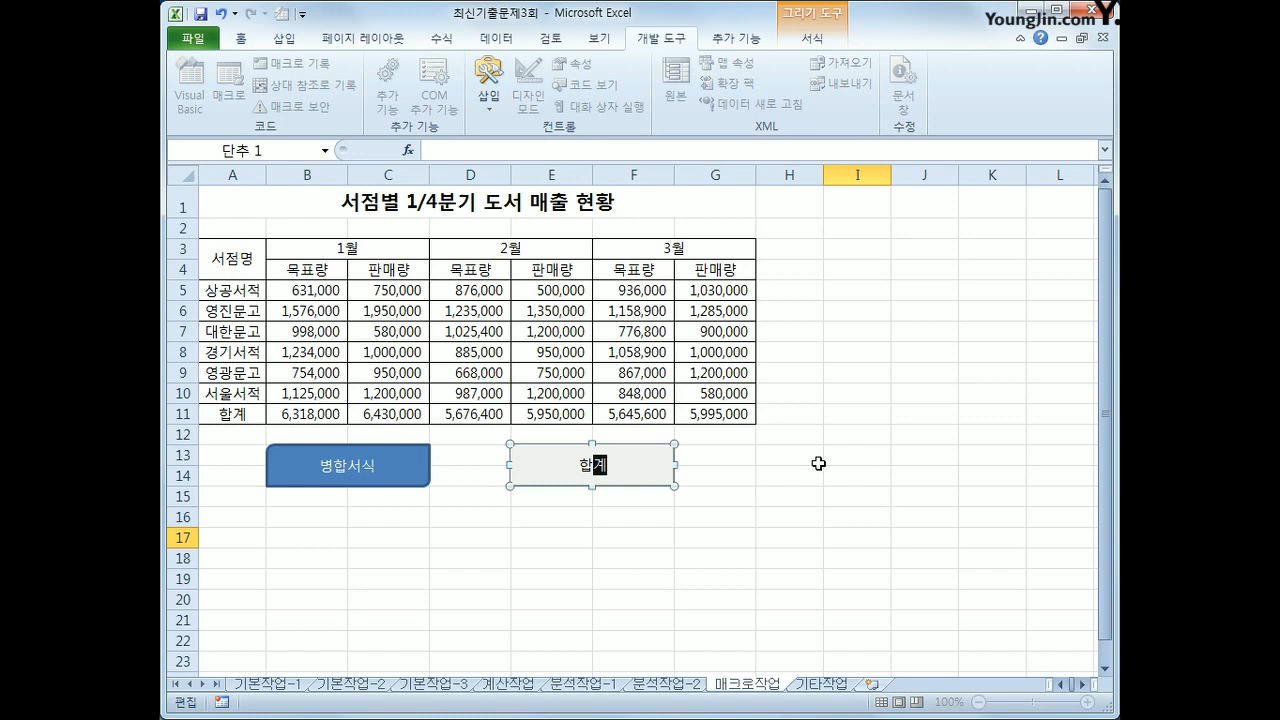 최신기출문제3회 - Microsoft Excel
그리기 도구
YoungJin.com Y.
파일 홈 삽입 페이지 레이아웃 수식 데이터 검토 보기 개발 도구 추가 기능 서식
Visual Basic
매크로
매크로 기록
상대 참조로 기록
매크로 보안
코드
추가 기능
COM 추가 기능
추가 기능
삽입
디자인 모드
속성
코드 보기
대화 상자 실행
컨트롤
원본
맵 속성
확장 팩
데이터 새로 고침
가져오기
내보내기
XML
문서 창
수정
단추 1
fx
A B C D E F G H I J K L
1 서점별 1/4분기 도서 매출 현황
2
3 서점명 1월 2월 3월
4 목표량 판매량 목표량 판매량 목표량 판매량
5 상공서적 631,000 750,000 876,000 500,000 936,000 1,030,000
6 영진문고 1,576,000 1,950,000 1,235,000 1,350,000 1,158,900 1,285,000
7 대한문고 998,000 580,000 1,025,400 1,200,000 776,800 900,000
8 경기서적 1,234,000 1,000,000 885,000 950,000 1,058,900 1,000,000
9 영광문고 754,000 950,000 668,000 750,000 867,000 1,200,000
10 서울서적 1,125,000 1,200,000 987,000 1,200,000 848,000 580,000
11 합계 6,318,000 6,430,000 5,676,400 5,950,000 5,645,600 5,995,000
12
13
병합서식 합계
14
15
16
17
18
19
20
21
22
23
기본작업-1 기본작업-2 기본작업-3 계산작업 분석작업-1 분석작업-2 매크로작업 기타작업
편집 100%